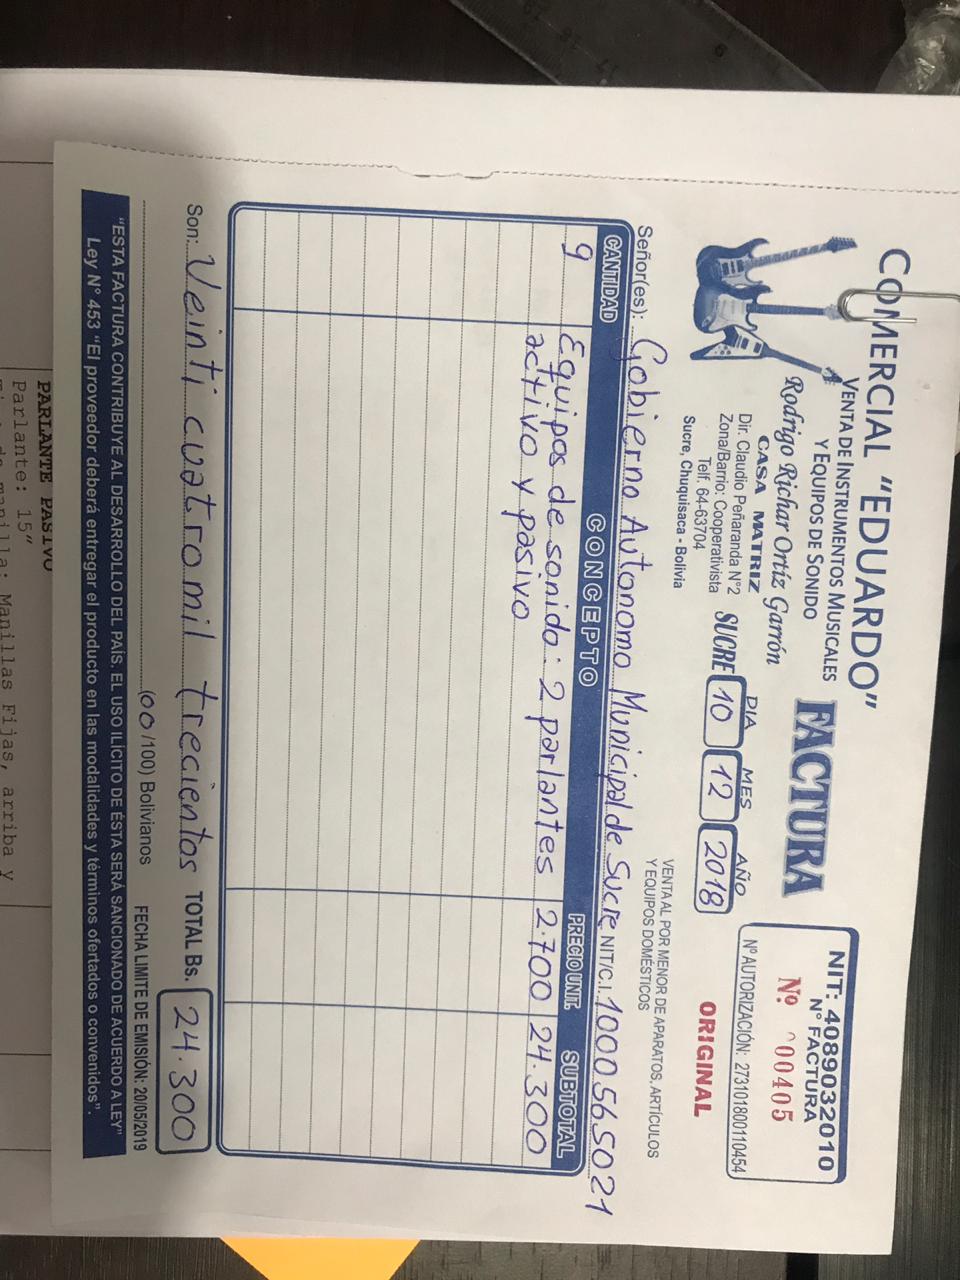 COMERCIAL "EDUARDO"
VENTA DE INSTRUMENTOS MUSICALES
Y EQUIPOS DE SONIDO
Rodrigo Richar Ortíz Garrón
CASA MATRIZ
Dir. Claudio Peñaranda N°2
Zona/Barrio: Cooperativista
Telf. 64-63704
Sucre, Chuquisaca - Bolivia
FACTURA
DIA MES AÑO
SUCRE 10 12 2018
NIT: 4089032010
N° FACTURA
Nº 00405
N° AUTORIZACIÓN: 273101800110454
ORIGINAL
VENTA AL POR MENOR DE APARATOS, ARTÍCULOS
Y EQUIPOS DOMÉSTICOS
Señor(es): Gobierno Autonomo Municipal de Sucre NIT/C.I. 1000565021
CANTIDAD CONCEPTO PRECIO UNIT. SUBTOTAL
9 Equipos de sonido: 2 parlantes 2.700 24.300
activo y pasivo
Son: Veinti cuatro mil trecientos TOTAL Bs. 24.300
(00/100) Bolivianos FECHA LIMITE DE EMISIÓN: 20/05/2019
"ESTA FACTURA CONTRIBUYE AL DESARROLLO DEL PAÍS. EL USO ILÍCITO DE ÉSTA SERÁ SANCIONADO DE ACUERDO A LEY"
Ley N° 453 "El proveedor deberá entregar el producto en las modalidades y términos ofertados o convenidos".
PARLANTE PASIVO
Parlante: 15"
manilla: Manillas Fijas, arriba y